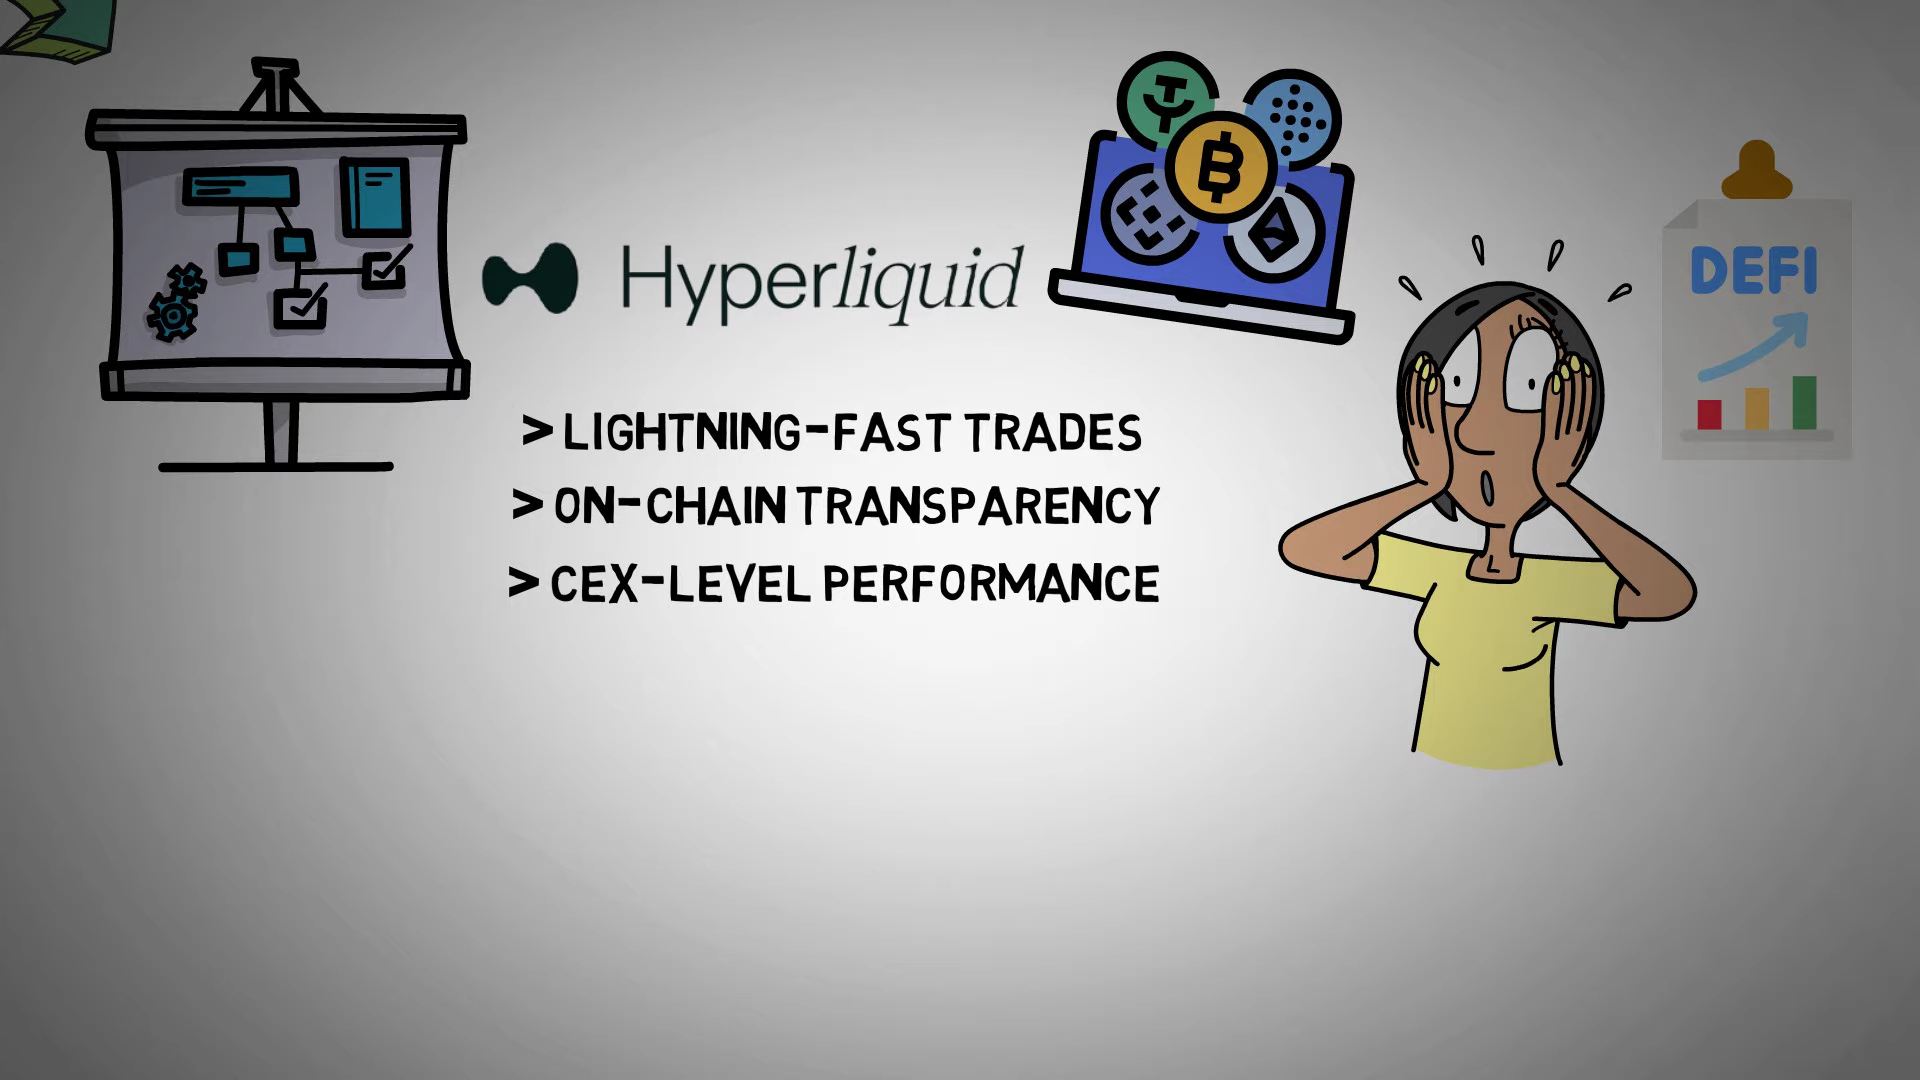 Hyperliquid
DEFI
> LIGHTNING-FAST TRADES
> ON-CHAIN TRANSPARENCY
> CEX-LEVEL PERFORMANCE